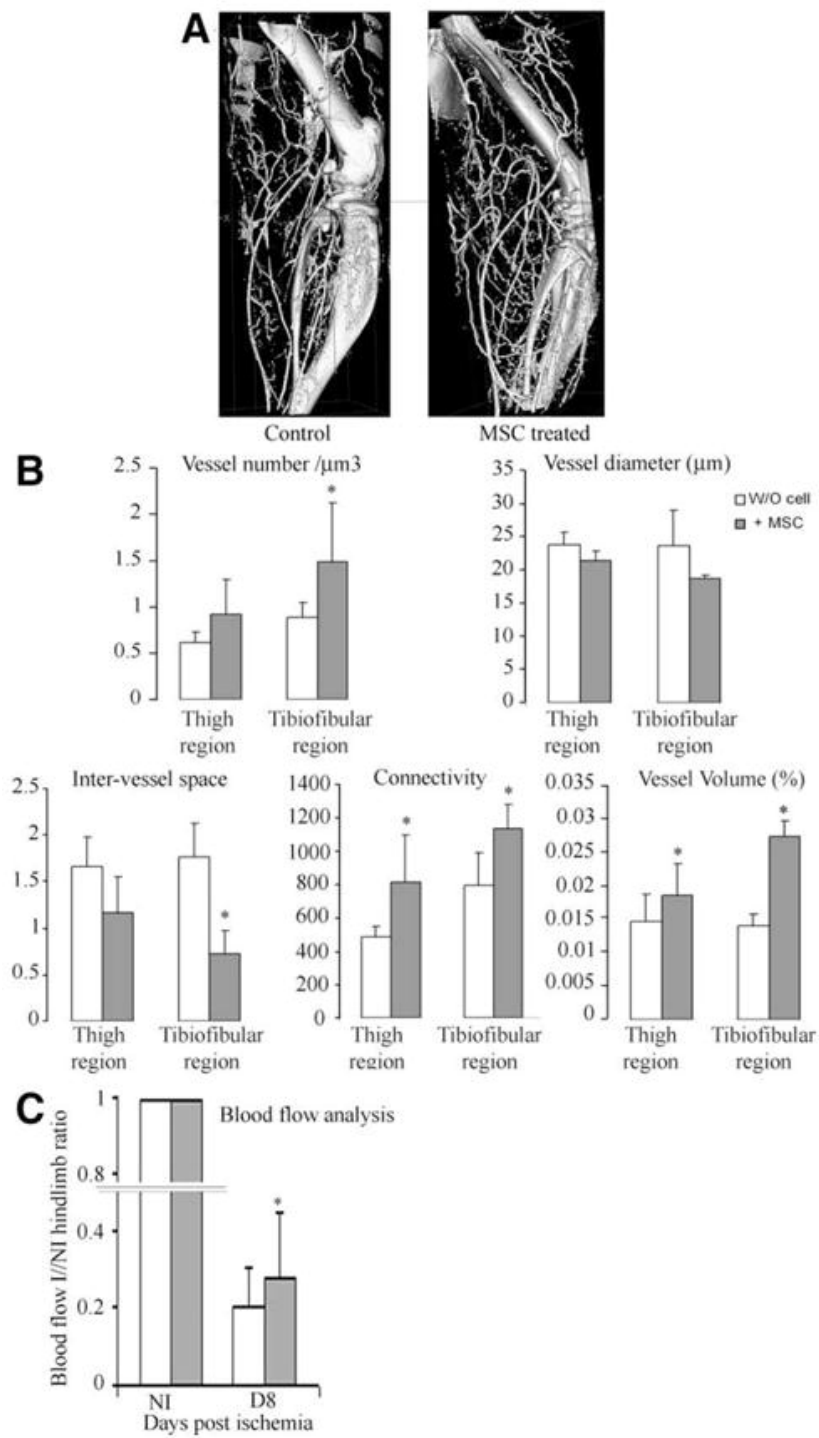 A
Control
MSC treated
B
Vessel number /µm3
2.5
2
1.5
1
0.5
0
*
Thigh
region
Tibiofibular
region
Vessel diameter (µm)
35
30
25
20
15
10
5
0
W/O cell
+ MSC
Thigh
region
Tibiofibular
region
Inter-vessel space
2.5
2
1.5
1
0.5
0
*
Thigh
region
Tibiofibular
region
Connectivity
1400
1200
1000
800
600
400
200
0
*
*
Thigh
region
Tibiofibular
region
Vessel Volume (%)
0.035
0.03
0.025
0.02
0.015
0.01
0.005
0
*
*
Thigh
region
Tibiofibular
region
C
Blood flow analysis
Blood flow I//NI hindlimb ratio
1
0.8
0.4
0.2
0
*
NI
D8
Days post ischemia